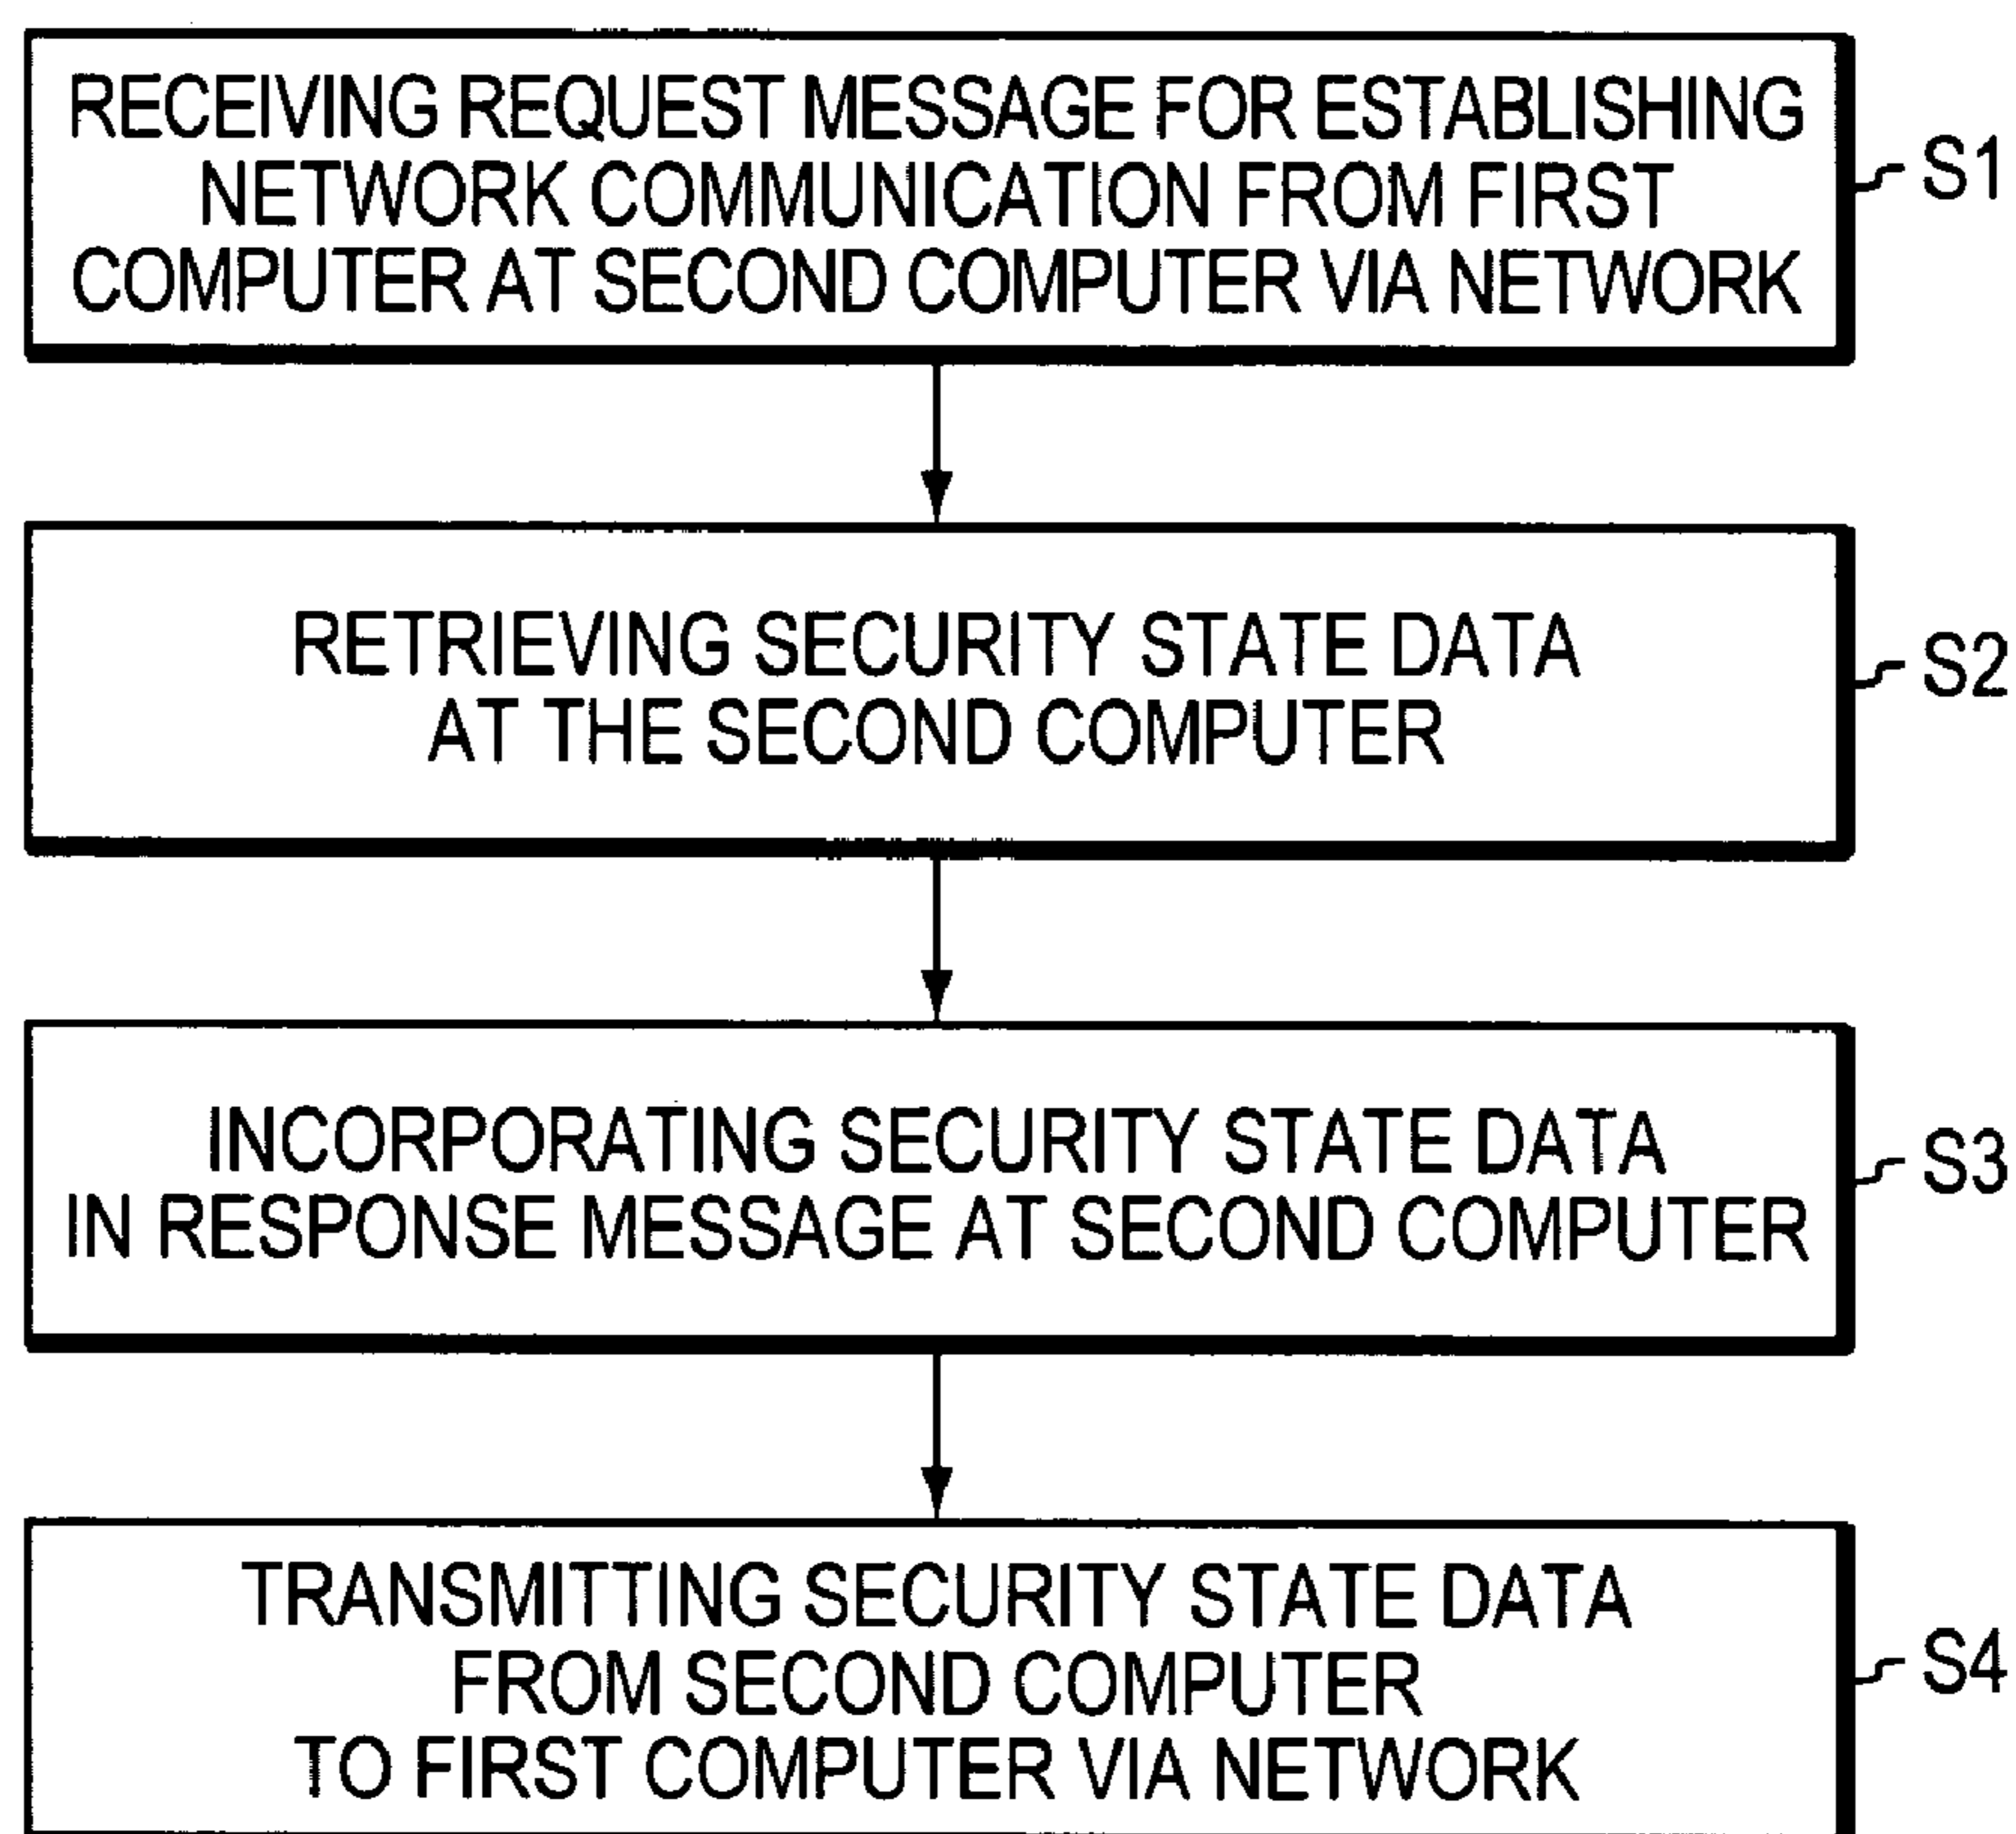 RECEIVING REQUEST MESSAGE FOR ESTABLISHING
NETWORK COMMUNICATION FROM FIRST
COMPUTER AT SECOND COMPUTER VIA NETWORK
S1
RETRIEVING SECURITY STATE DATA
AT THE SECOND COMPUTER
S2
INCORPORATING SECURITY STATE DATA
IN RESPONSE MESSAGE AT SECOND COMPUTER
S3
TRANSMITTING SECURITY STATE DATA
FROM SECOND COMPUTER
TO FIRST COMPUTER VIA NETWORK
S4